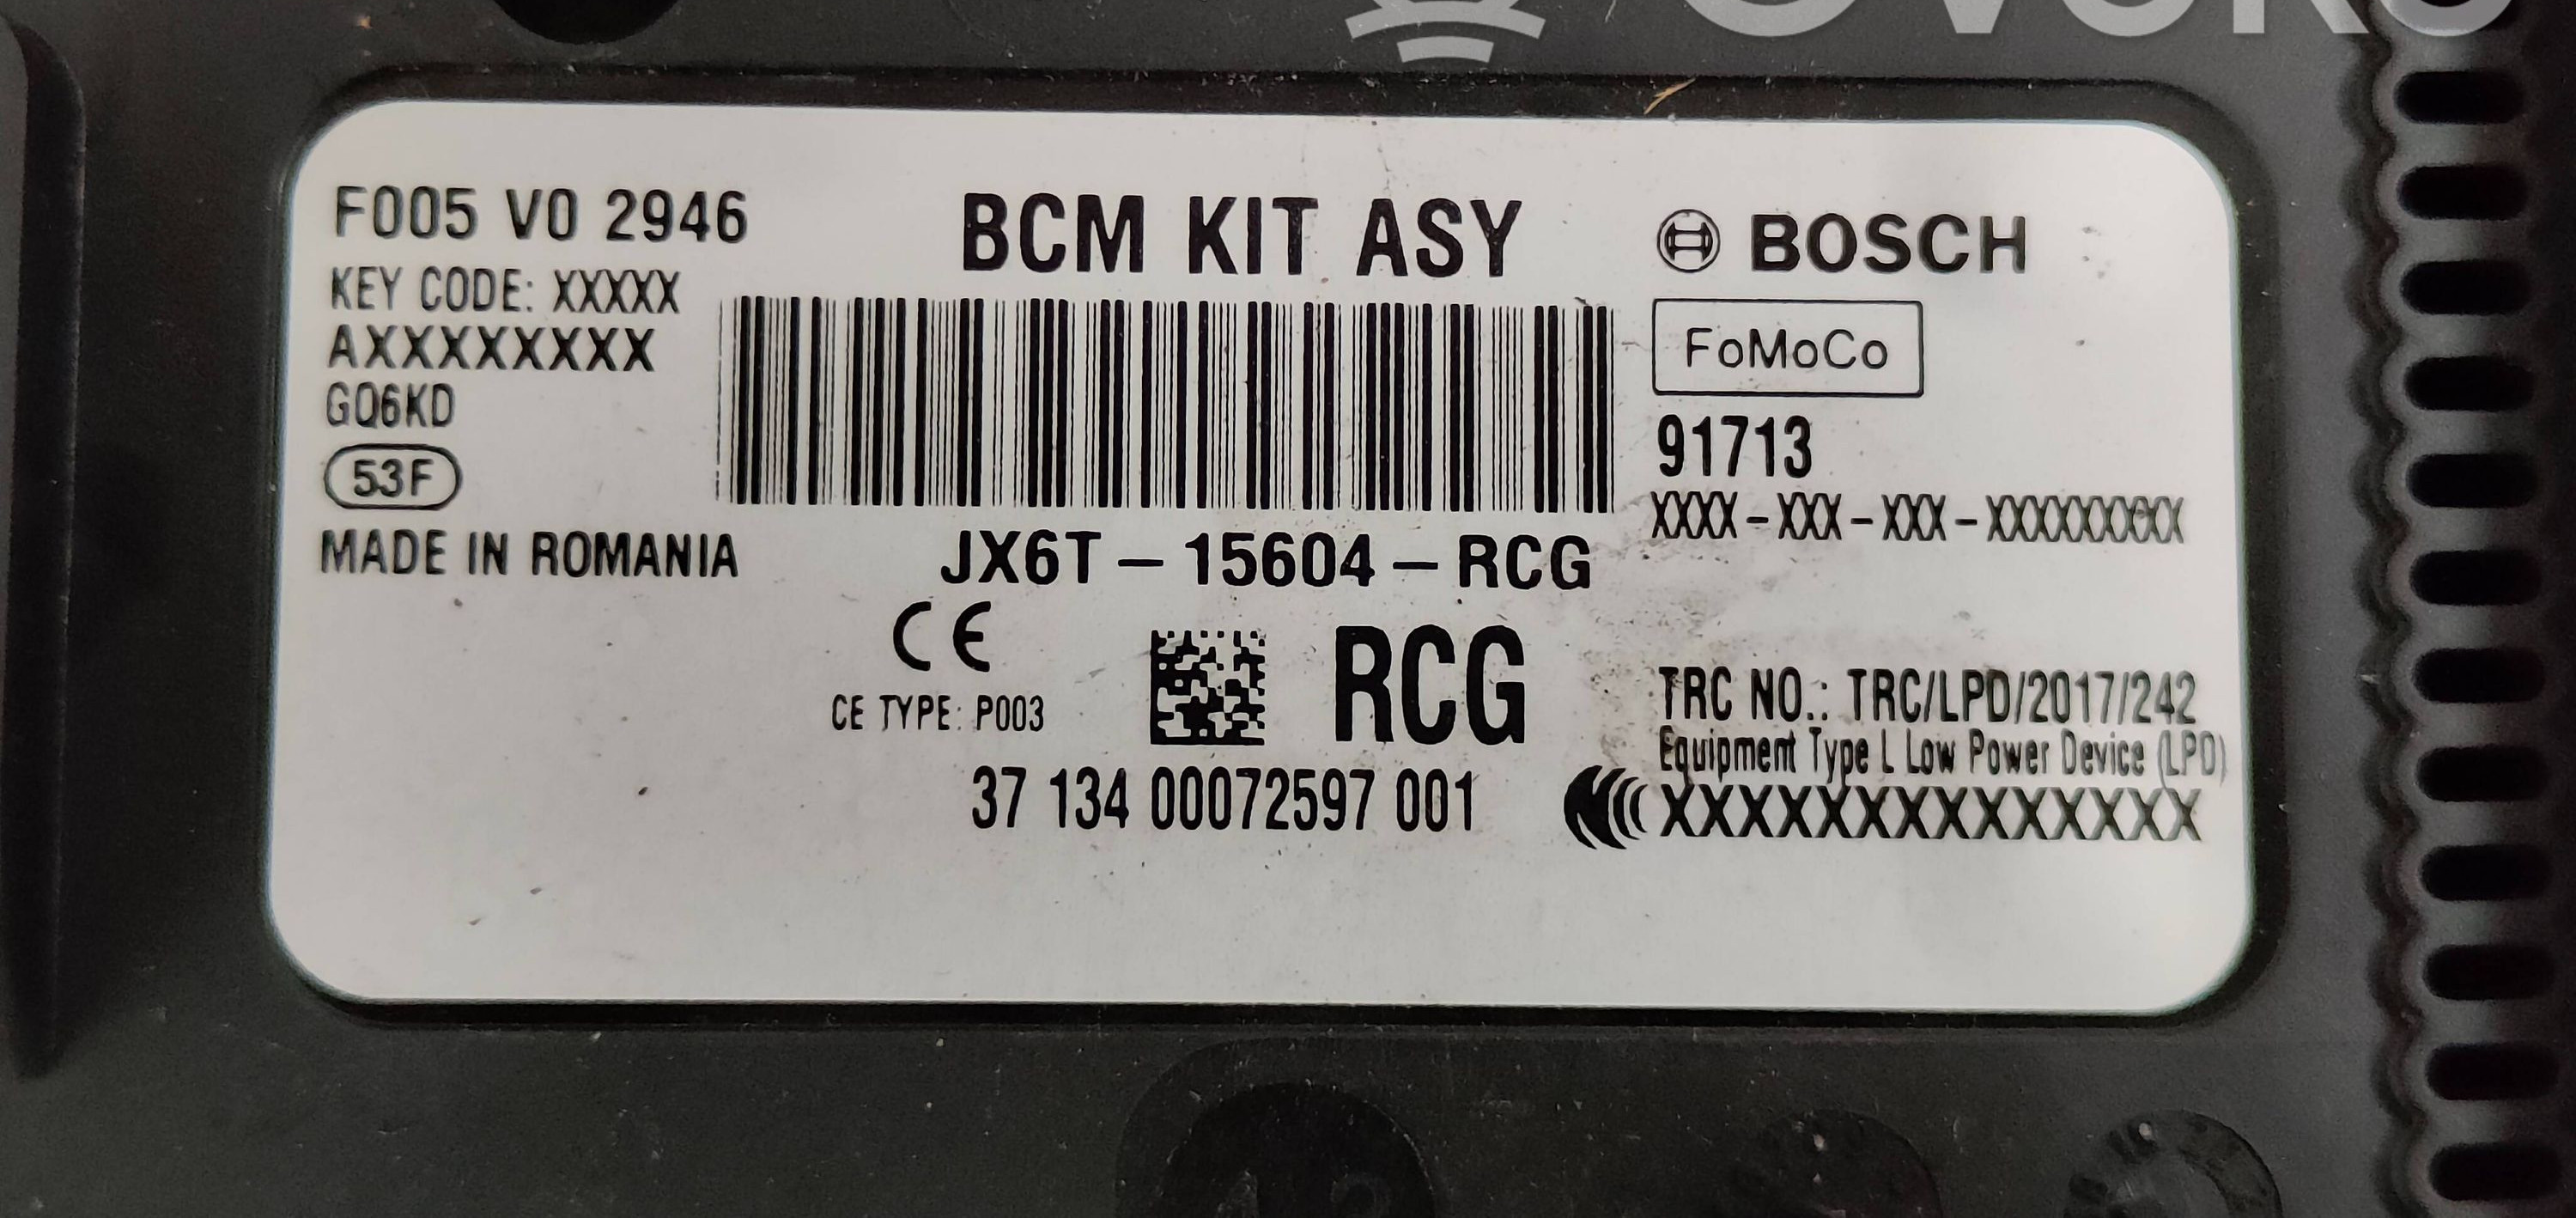 F005 V0 2946
KEY CODE: XXXXX
AXXXXXXXXX
GQ6KD
53F
MADE IN ROMANIA
BCM KIT ASY
JX6T – 15604 – RCG
CE
CE TYPE: P003
RCG
37 134 00072597 001
BOSCH
FoMoCo
91713
XXXX – XXX – XXX – XXXXXXXXX
TRC NO.: TRC/LPD/2017/242
Equipment Type L Low Power Device (LPD)
XXXXXXXXXXXXXX